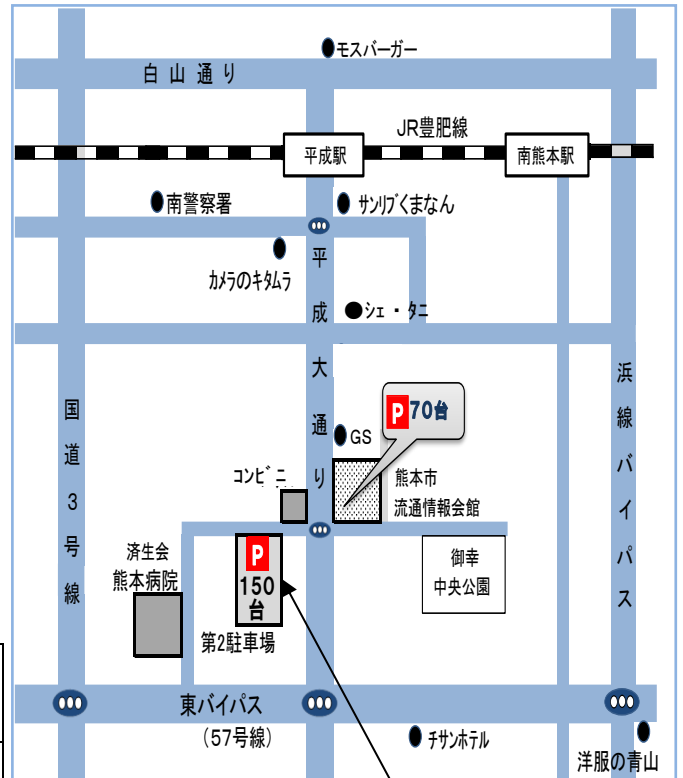 モスバーガー
白山通り
JR豊肥線
平成駅
南熊本駅
南警察署
サンリブくまなん
カメラのキタムラ
平成大通り
シェ・タニ
国道3号線
浜線バイパス
P70台
GS
コンビニ
熊本市
流通情報会館
P
150
台
第2駐車場
済生会
熊本病院
御幸
中央公園
東バイパス
(57号線)
チサンホテル
洋服の青山